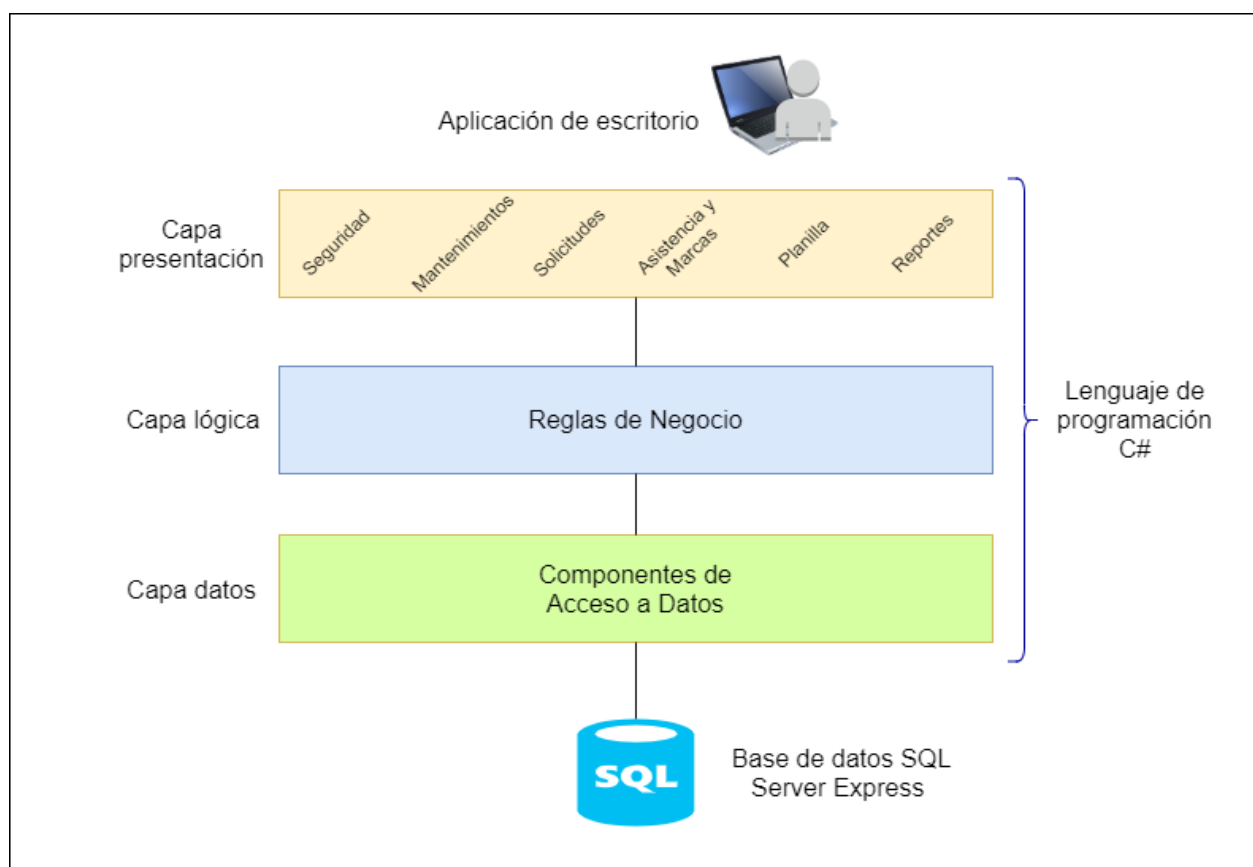 Aplicación de escritorio
Capa
presentación
Seguridad
Mantenimientos
Solicitudes
Asistencia y
Marcas
Planilla
Reportes
Capa lógica
Reglas de Negocio
Lenguaje de
programación
C#
Capa datos
Componentes de
Acceso a Datos
SQL
Base de datos SQL
Server Express